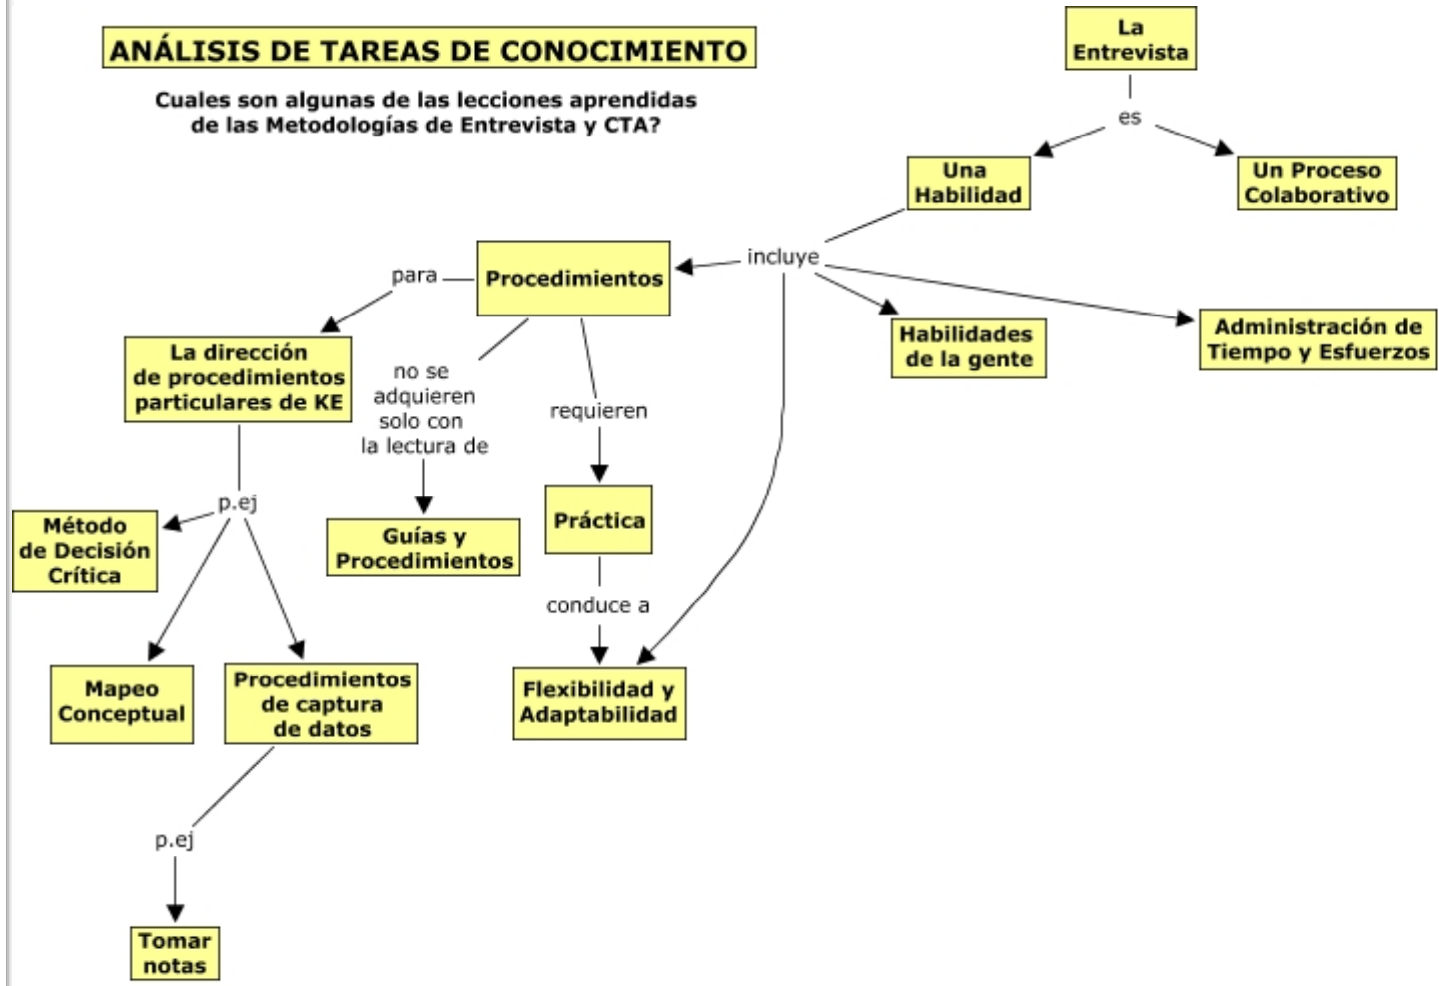 ANÁLISIS DE TAREAS DE CONOCIMIENTO
Cuales son algunas de las lecciones aprendidas
de las Metodologías de Entrevista y CTA?
La
Entrevista
es
Una
Habilidad
Un Proceso
Colaborativo
incluye
Procedimientos
para
Habilidades
de la gente
Administración de
Tiempo y Esfuerzos
La dirección
de procedimientos
particulares de KE
no se
adquieren
solo con
la lectura de
requieren
p.ej
Método
de Decisión
Crítica
Guías y
Procedimientos
Práctica
conduce a
Mapeo
Conceptual
Procedimientos
de captura
de datos
Flexibilidad y
Adaptabilidad
p.ej
Tomar
notas